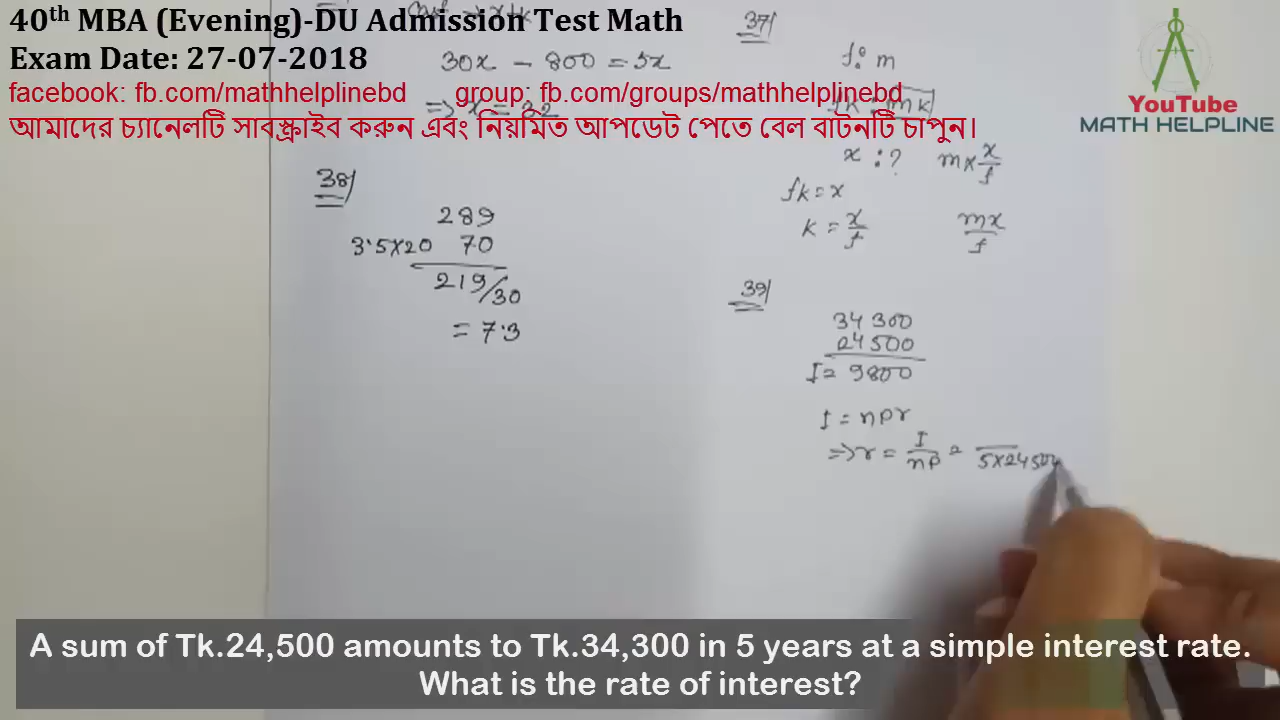 40th MBA (Evening)-DU Admission Test Math
Exam Date: 27-07-2018
facebook: fb.com/mathhelplinebd group: fb.com/groups/mathhelplinebd
আমাদের চ্যানেলটি সাবস্ক্রাইব করুন এবং নিয়মিত আপডেট পেতে বেল বাটনটি চাপুন।
YouTube
MATH HELPLINE
30x - 800 = 5x
=> x = 32
38/
289
3.5×20 70
219/30
= 7.3
37/
f : m
fk : mk
x : ? m×x/f
fk = x
k = x/f mx/f
39/
34300
24500
I = 9800
I = npr
=> r = I/np = 5×24500
A sum of Tk.24,500 amounts to Tk.34,300 in 5 years at a simple interest rate.
What is the rate of interest?